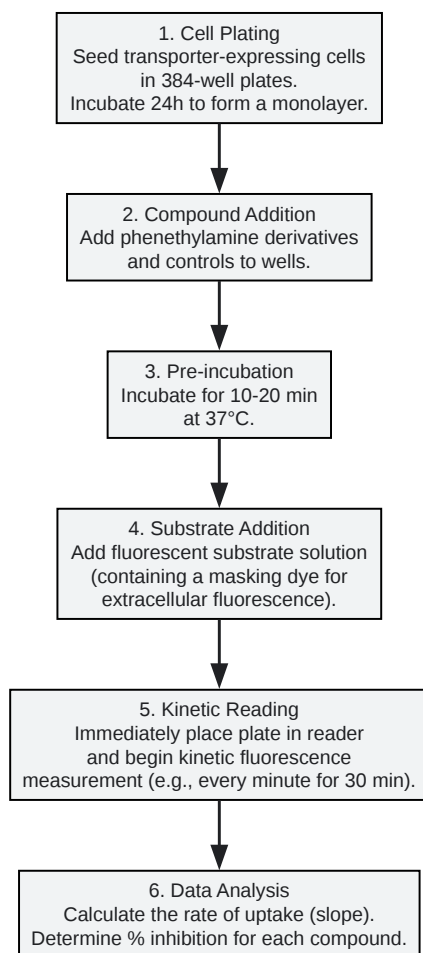 1. Cell Plating
Seed transporter-expressing cells
in 384-well plates.
Incubate 24h to form a monolayer.
2. Compound Addition
Add phenethylamine derivatives
and controls to wells.
3. Pre-incubation
Incubate for 10-20 min
at 37°C.
4. Substrate Addition
Add fluorescent substrate solution
(containing a masking dye for
extracellular fluorescence).
5. Kinetic Reading
Immediately place plate in reader
and begin kinetic fluorescence
measurement (e.g., every minute for 30 min).
6. Data Analysis
Calculate the rate of uptake (slope).
Determine % inhibition for each compound.